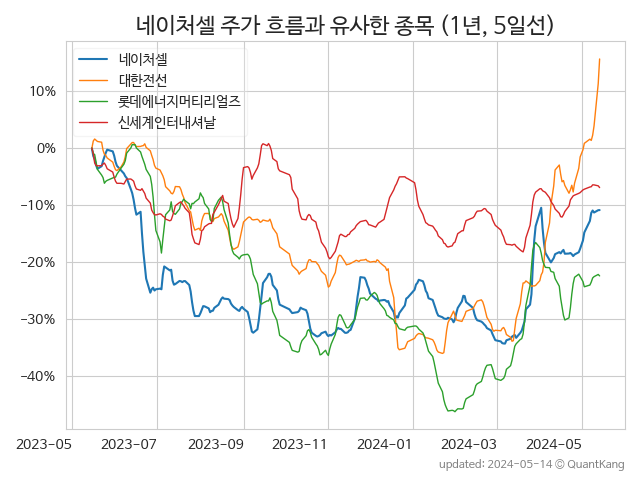 네이처셀 주가 흐름과 유사한 종목 (1년, 5일선)
네이처셀
대한전선
롯데에너지머티리얼즈
신세계인터내셔날
10%
0%
−10%
−20%
−30%
−40%
2023-05 2023-07 2023-09 2023-11 2024-01 2024-03 2024-05
updated: 2024-05-14 ⓒ QuantKang